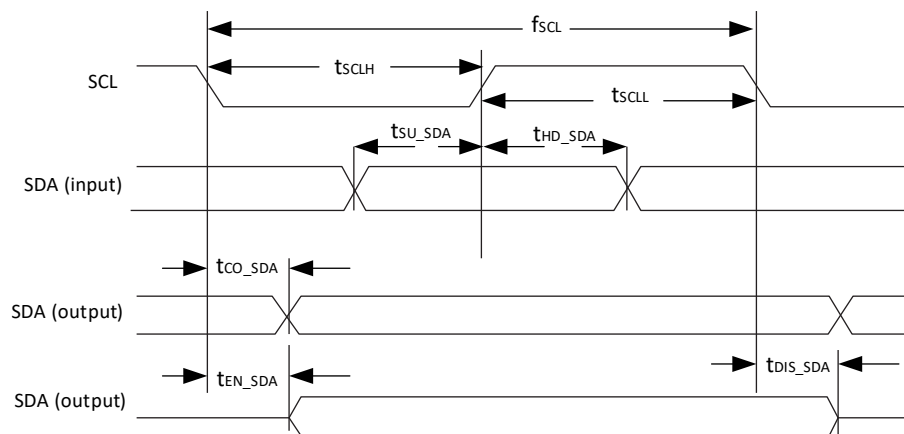 fSCL
SCL
tSCLH
tSCLL
tSU_SDA
tHD_SDA
SDA (input)
tCO_SDA
SDA (output)
tEN_SDA
tDIS_SDA
SDA (output)